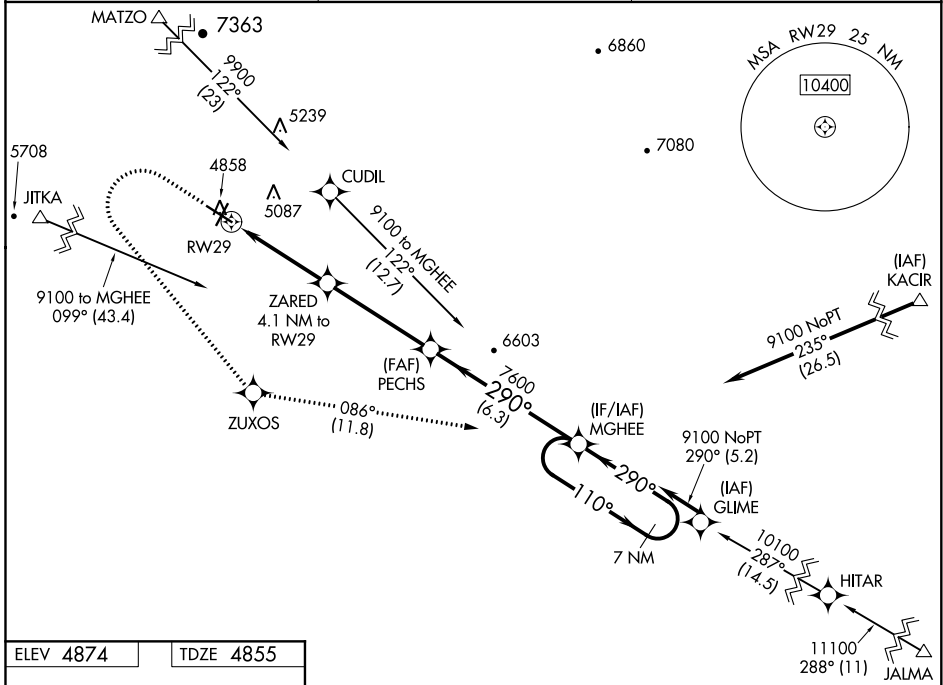 MATZO
7363
9900
122°
(23)
5239
6860
7080
MSA RW29 25 NM
10400
5708
JITKA
4858
5087
CUDIL
RW29
9100 to MGHEE
122°
(12.7)
9100 to MGHEE
099° (43.4)
ZARED
4.1 NM to
RW29
(IAF)
KACIR
9100 NoPT
235°
(26.5)
(FAF)
PECHS
6603
7600
290°
(6.3)
ZUXOS
086°
(11.8)
(IF/IAF)
MGHEE
9100 NoPT
290° (5.2)
290°
110°
7 NM
(IAF)
GLIME
10100
287°
(14.5)
HITAR
11100
288° (11)
JALMA
ELEV 4874
TDZE 4855